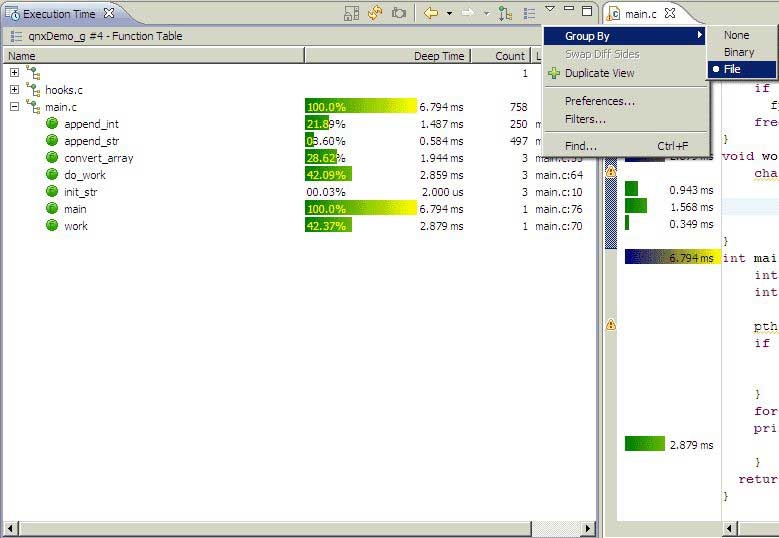 Execution Time
qnxDemo_g #4 - Function Table
Name Deep Time Count L
1
hooks.c
main.c 100.0% 6.794 ms 758
append_int 21.89% 1.487 ms 250
append_str 03.60% 0.584 ms 497
convert_array 28.62% 1.944 ms 3 main.c:55
do_work 42.09% 2.859 ms 3 main.c:64
init_str 00.03% 2.000 us 3 main.c:10
main 100.0% 6.794 ms 1 main.c:76
work 42.37% 2.879 ms 1 main.c:70
main.c
Group By
Swap Diff Sides
Duplicate View
Preferences...
Filters...
Find... Ctrl+F
None
Binary
File
if
f
free
}
2.879 ms void wo
cha
0.943 ms
1.568 ms
0.349 ms
}
6.794 ms int mai
int
int
pth
if
}
for
2.879 ms pri
}
return
}